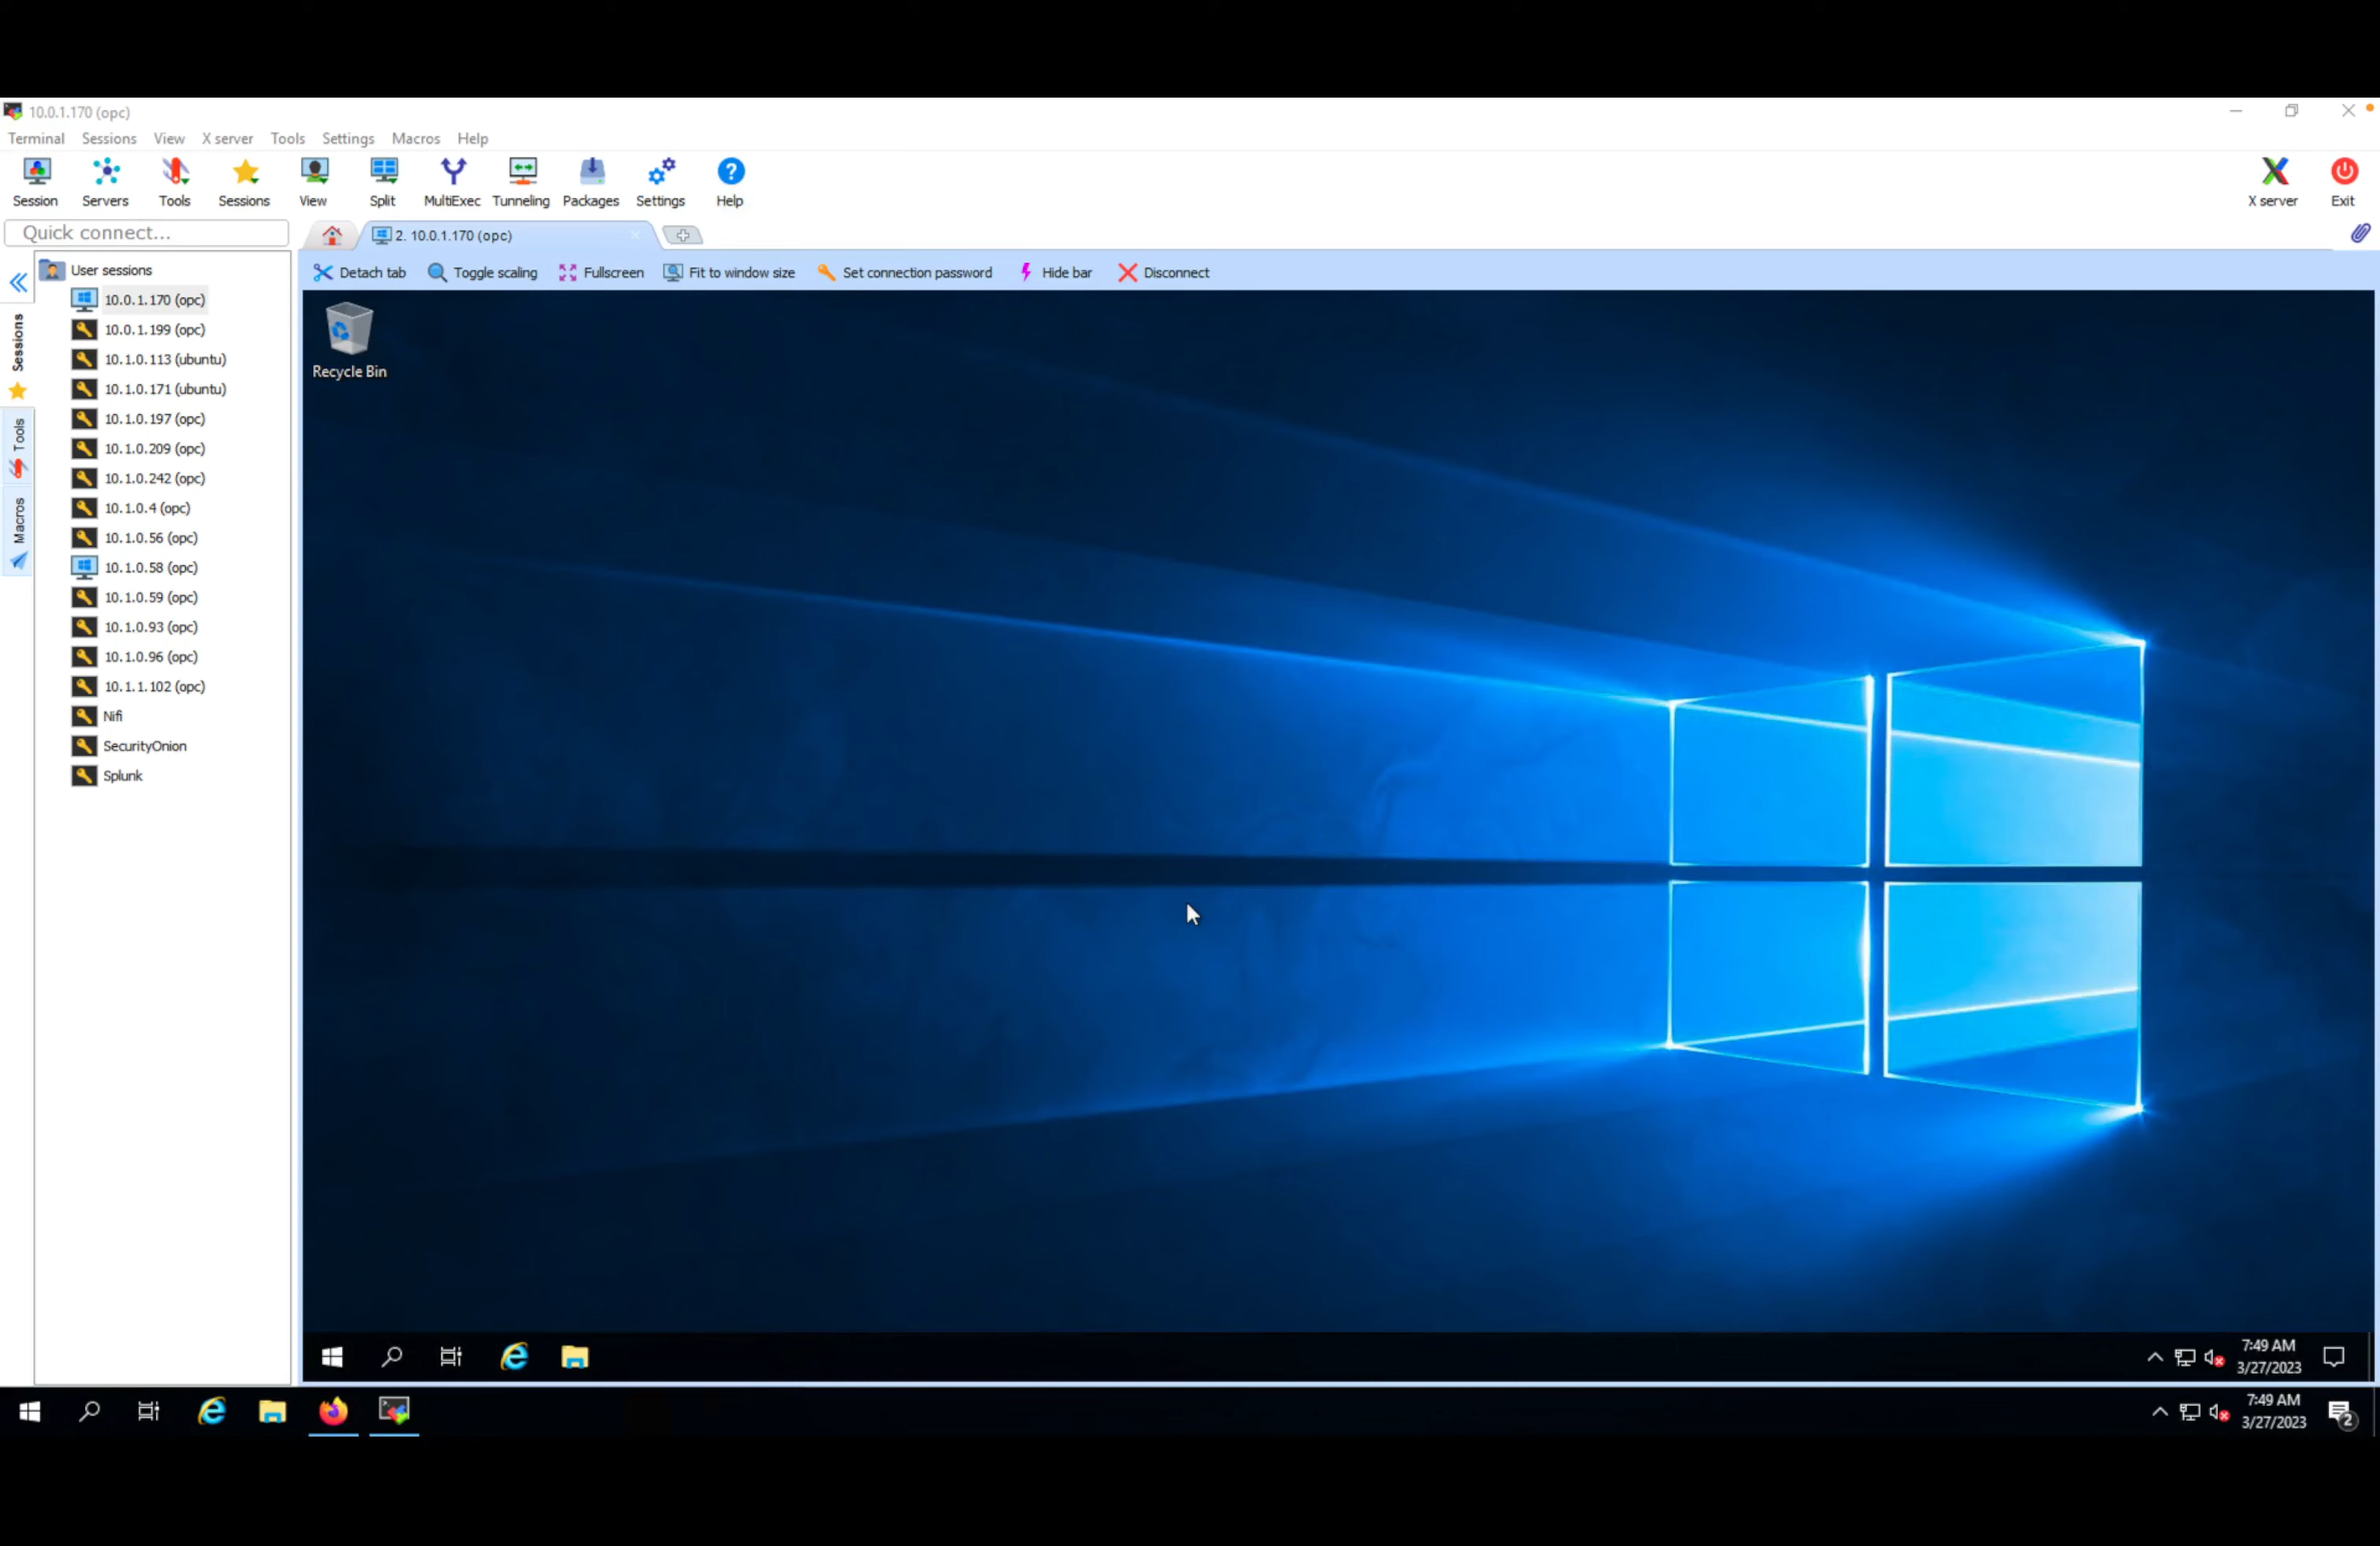 10.0.1.170 (opc)
Terminal Sessions View X server Tools Settings Macros Help
Session Servers Tools Sessions View Split MultiExec Tunneling Packages Settings Help X server Exit
Quick connect...
2. 10.0.1.170 (opc)
Detach tab Toggle scaling Fullscreen Fit to window size Set connection password Hide bar Disconnect
Sessions
Tools
Macros
User sessions
10.0.1.170 (opc)
10.0.1.199 (opc)
10.1.0.113 (ubuntu)
10.1.0.171 (ubuntu)
10.1.0.197 (opc)
10.1.0.209 (opc)
10.1.0.242 (opc)
10.1.0.4 (opc)
10.1.0.56 (opc)
10.1.0.58 (opc)
10.1.0.59 (opc)
10.1.0.93 (opc)
10.1.0.96 (opc)
10.1.1.102 (opc)
Nifi
SecurityOnion
Splunk
Recycle Bin
7:49 AM
3/27/2023
7:49 AM
3/27/2023
2